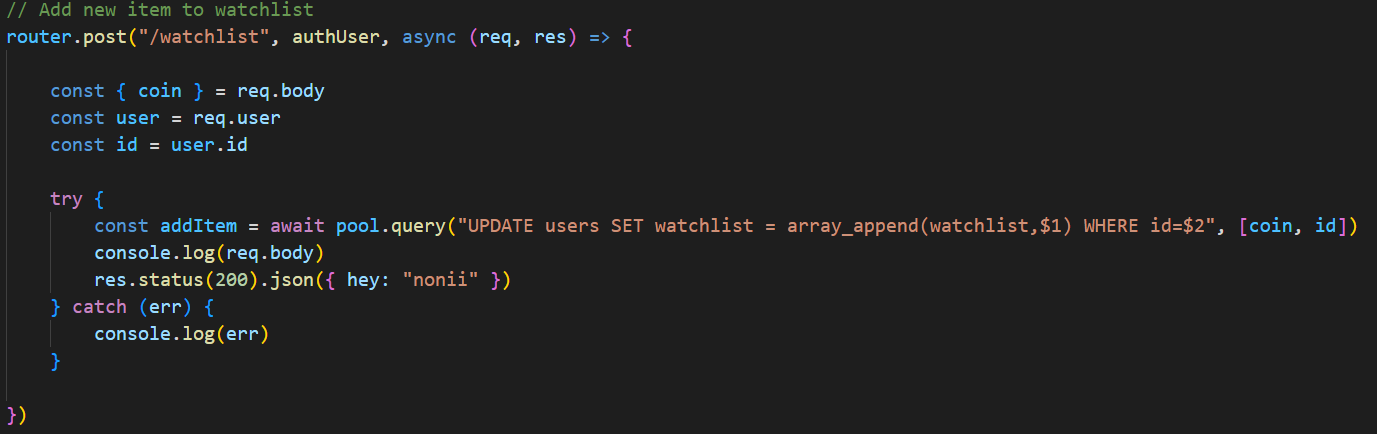 // Add new item to watchlist
router.post("/watchlist", authUser, async (req, res) => {
const { coin } = req.body
const user = req.user
const id = user.id
try {
const addItem = await pool.query("UPDATE users SET watchlist = array_append(watchlist,$1) WHERE id=$2", [coin, id])
console.log(req.body)
res.status(200).json({ hey: "nonii" })
} catch (err) {
console.log(err)
}
})